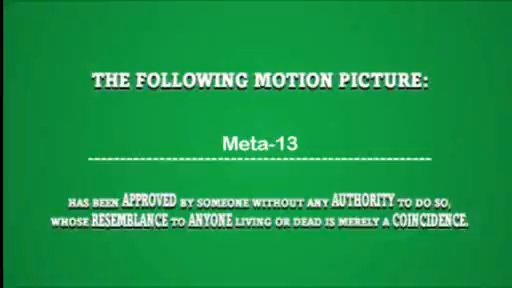 THE FOLLOWING MOTION PICTURE:
Meta-13
HAS BEEN APPROVED BY SOMEONE WITHOUT ANY AUTHORITY TO DO SO,
WHOSE RESEMBLANCE TO ANYONE LIVING OR DEAD IS MERELY A COINCIDENCE.